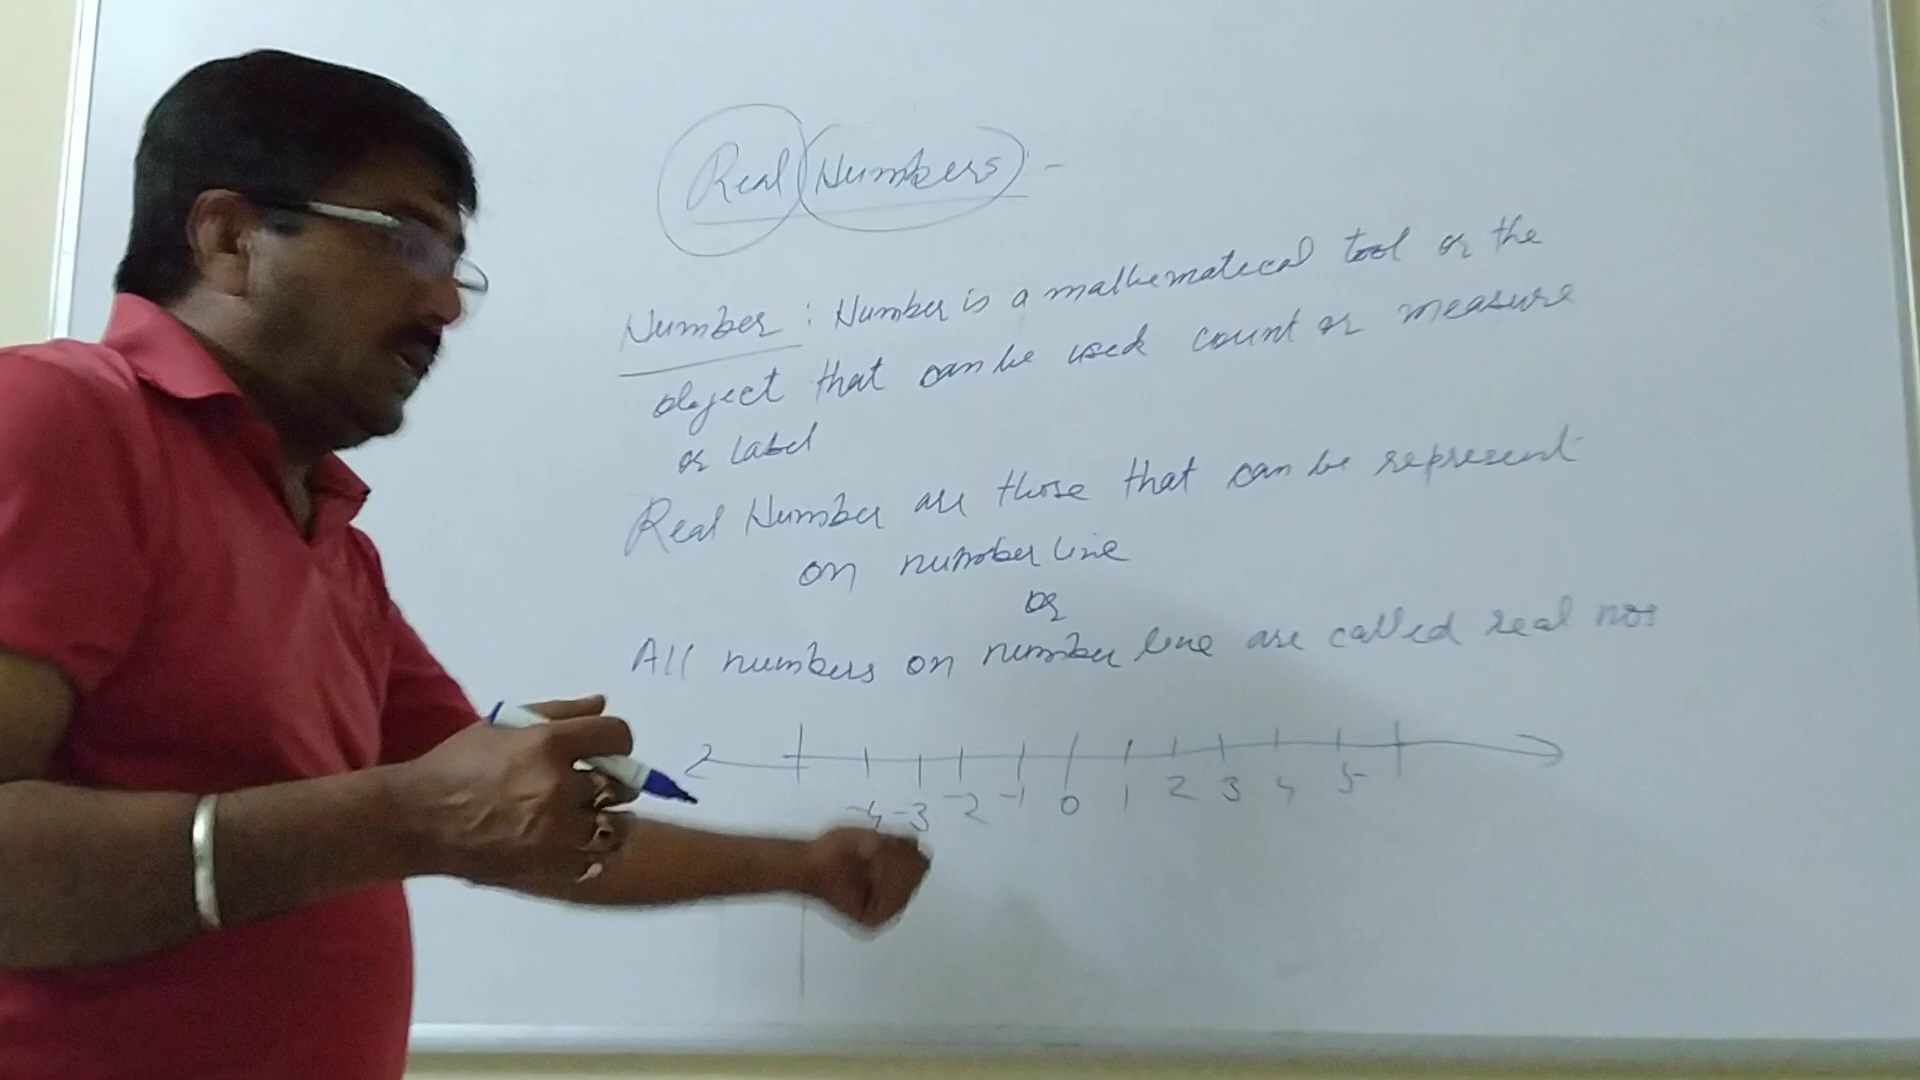 Real Numbers :-
Number : Number is a mathematical tool or the
object that can be used count or measure
or Label
Real Number are those that can be represent
on number line
or
All numbers on number line are called real nos
-4 -3 -2 -1 0 1 2 3 4 5